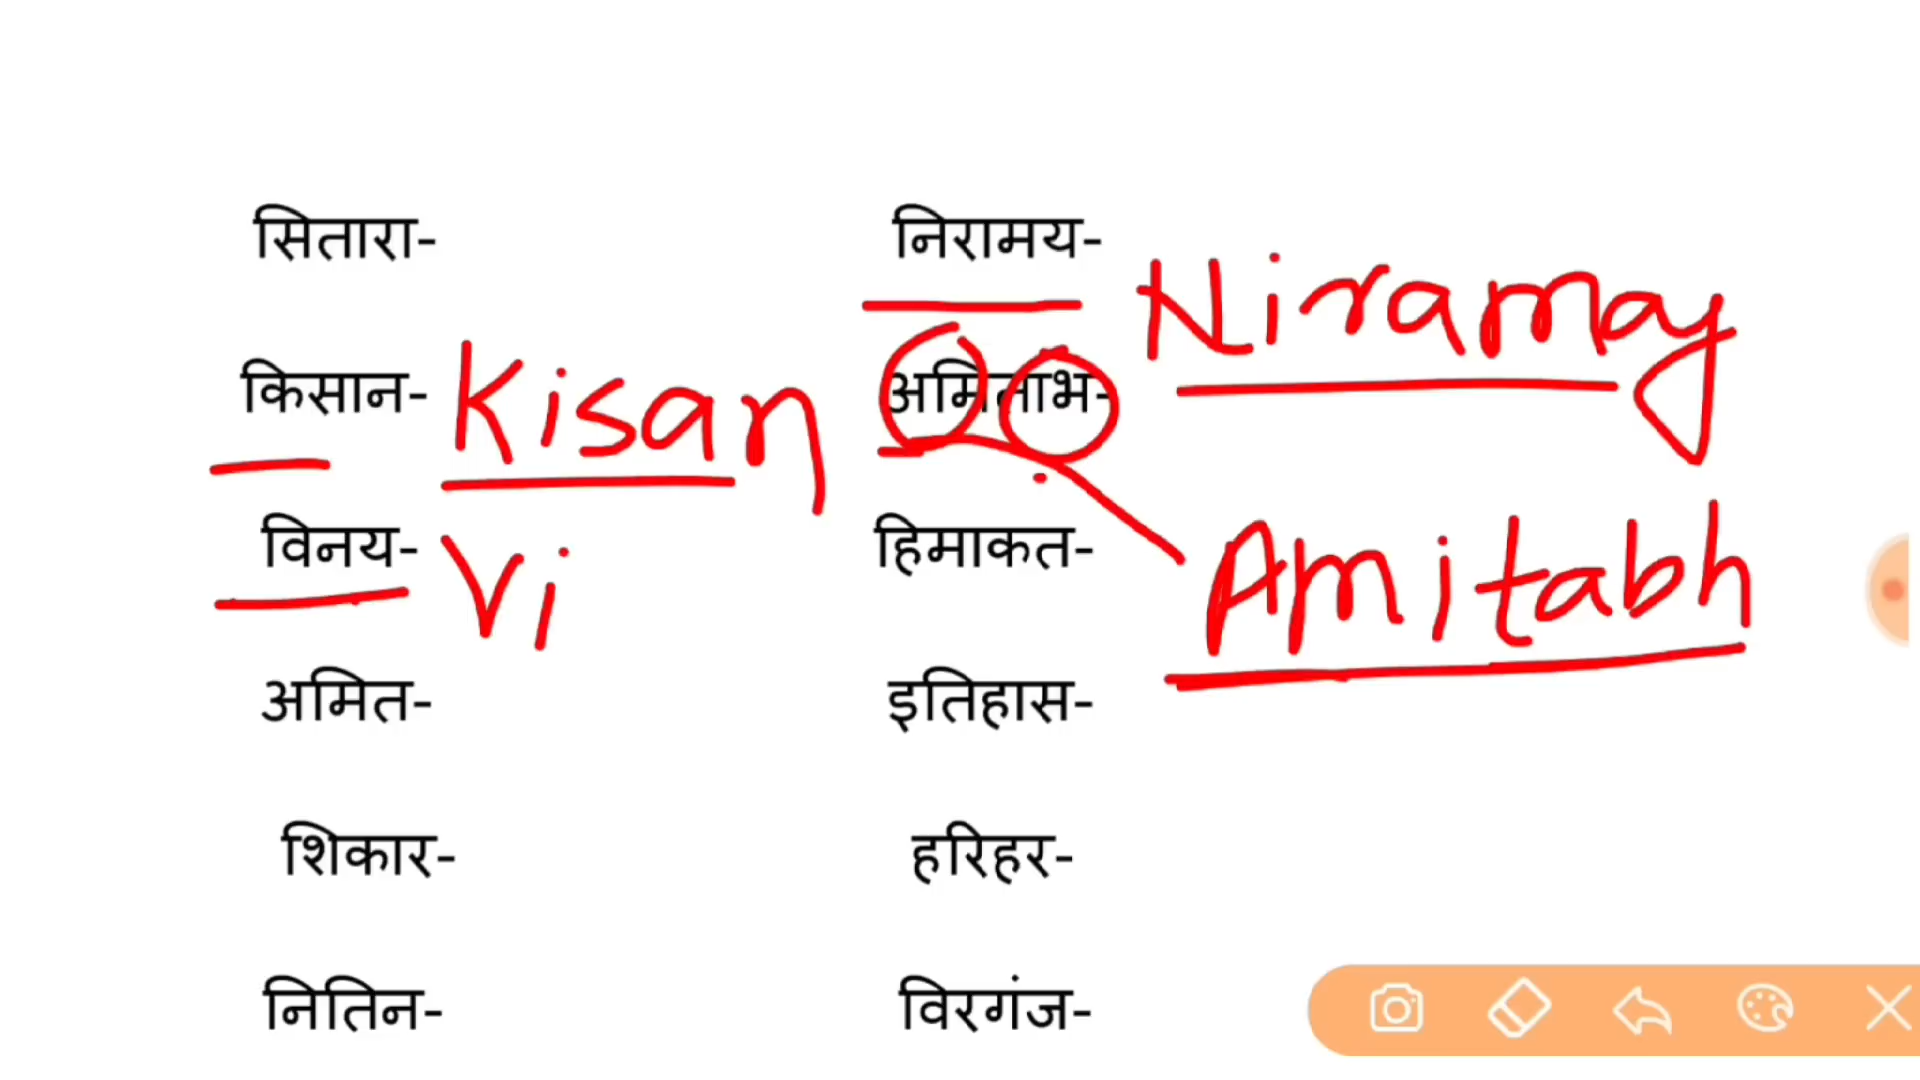 सितारा-
निरामय- Niramay
किसान- Kisan
अमिताभ- Amitabh
विनय- Vi
हिमाकत-
अमित-
इतिहास-
शिकार-
हरिहर-
नितिन-
विरगंज-